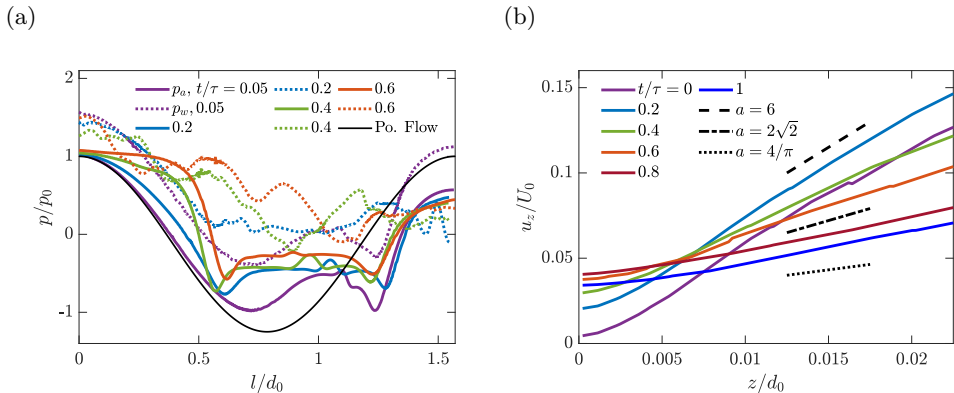 (a)
(b)
2
1
0
-1
p/p₀
0
0.5
1
1.5
l/d₀
pₐ, t/τ = 0.05
p_w, 0.05
0.2
0.2
0.4
0.4
0.6
0.6
Po. Flow
0.15
0.1
0.05
0
u_z/U₀
0
0.005
0.01
0.015
0.02
z/d₀
t/τ = 0
0.2
0.4
0.6
0.8
1
a = 6
a = 2√2
a = 4/π